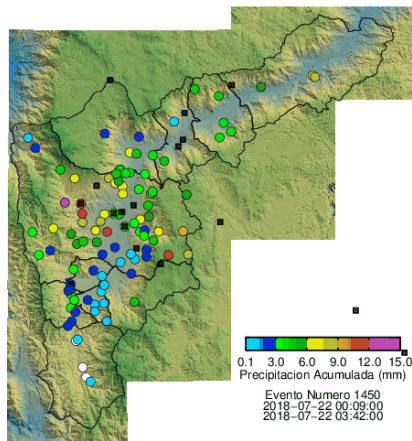 0.1 3.0 6.0 9.0 12.0 15.0
Precipitacion Acumulada (mm)
Evento Numero 1450
2018-07-22 00:09:00
2018-07-22 03:42:00